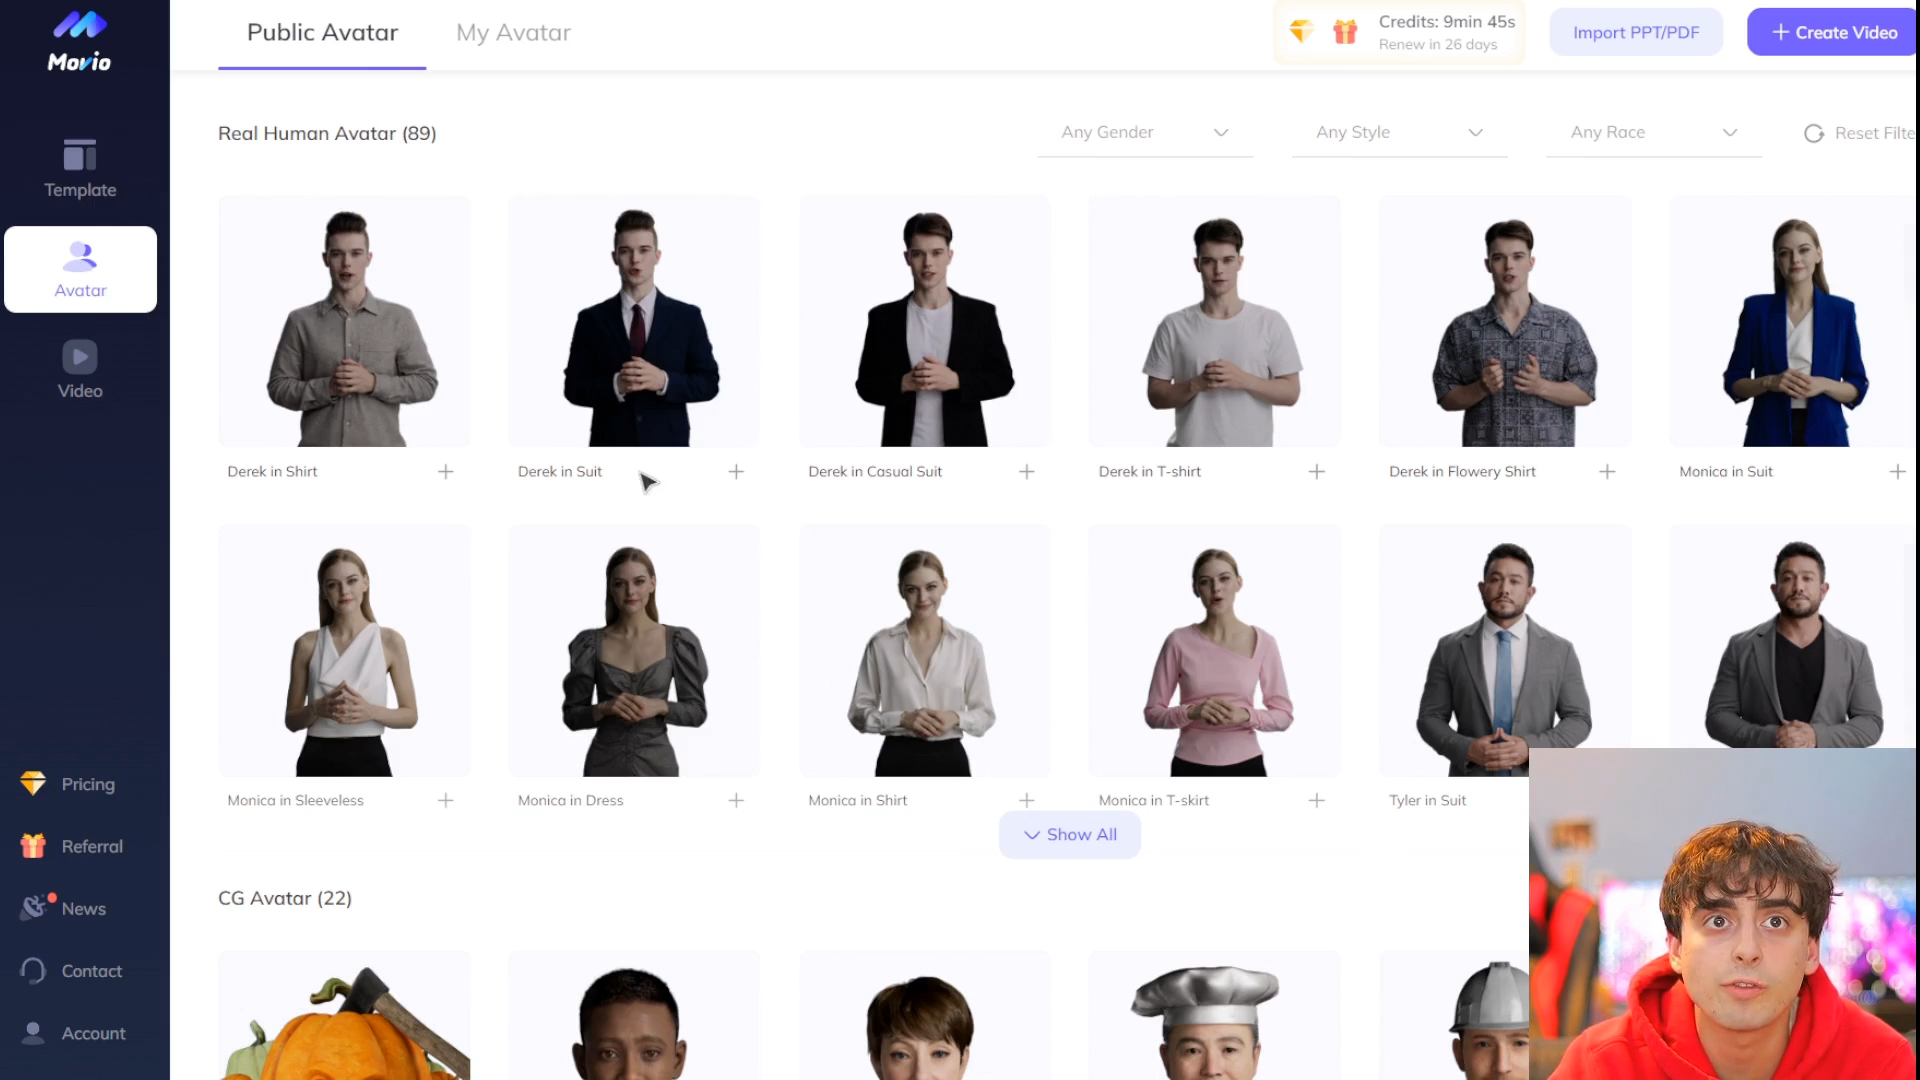 Movio
Public Avatar
My Avatar
Credits: 9min 45s
Renew in 26 days
Import PPT/PDF
+ Create Video
Template
Avatar
Video
Real Human Avatar (89)
Any Gender
Any Style
Any Race
Reset Filte
Derek in Shirt
Derek in Suit
Derek in Casual Suit
Derek in T-shirt
Derek in Flowery Shirt
Monica in Suit
Monica in Sleeveless
Monica in Dress
Monica in Shirt
Monica in T-skirt
Tyler in Suit
Show All
CG Avatar (22)
Pricing
Referral
News
Contact
Account